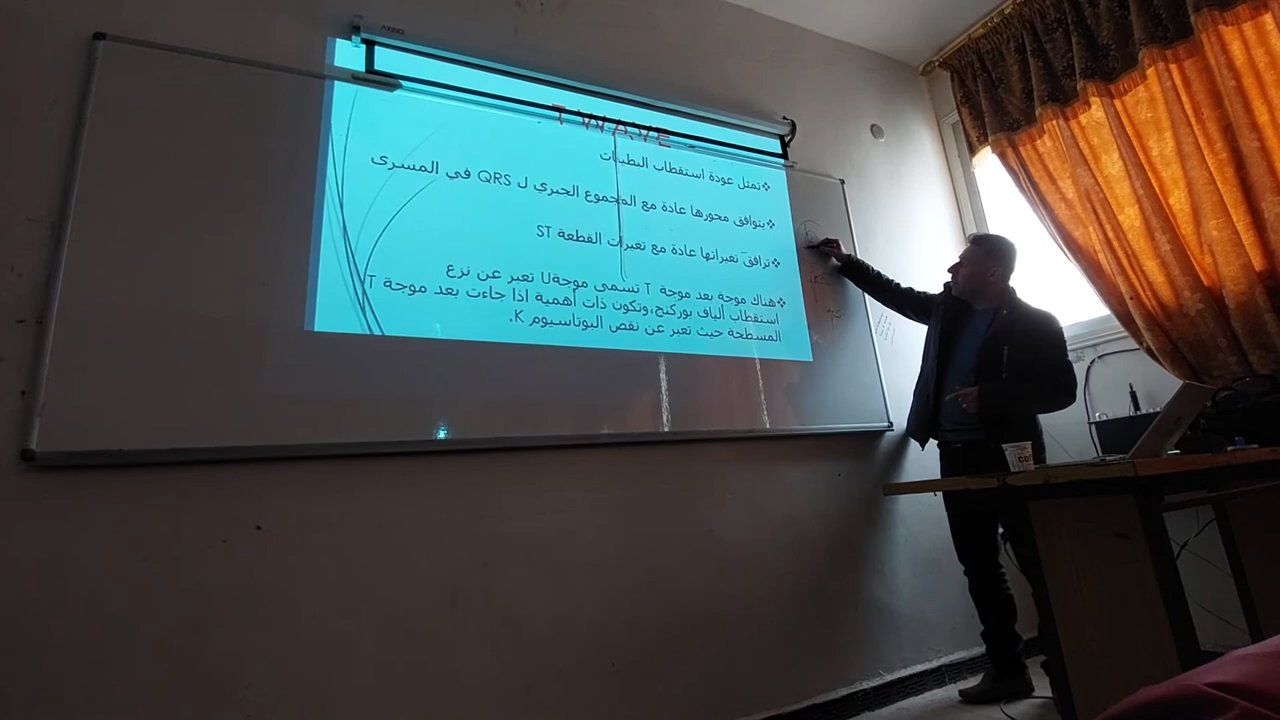 T WAVE
❖تمثل عودة استقطاب البطينات
❖يتوافق محورها عادة مع المجموع الجبري ل QRS في المسرى
❖ترافق تغيراتها عادة مع تغيرات القطعة ST
❖هناك موجة بعد موجة T تسمى موجةU تعبر عن نزع
استقطاب ألياف بوركنج،وتكون ذات أهمية اذا جاءت بعد موجة T
المسطحة حيث تعبر عن نقص البوتاسيوم K.